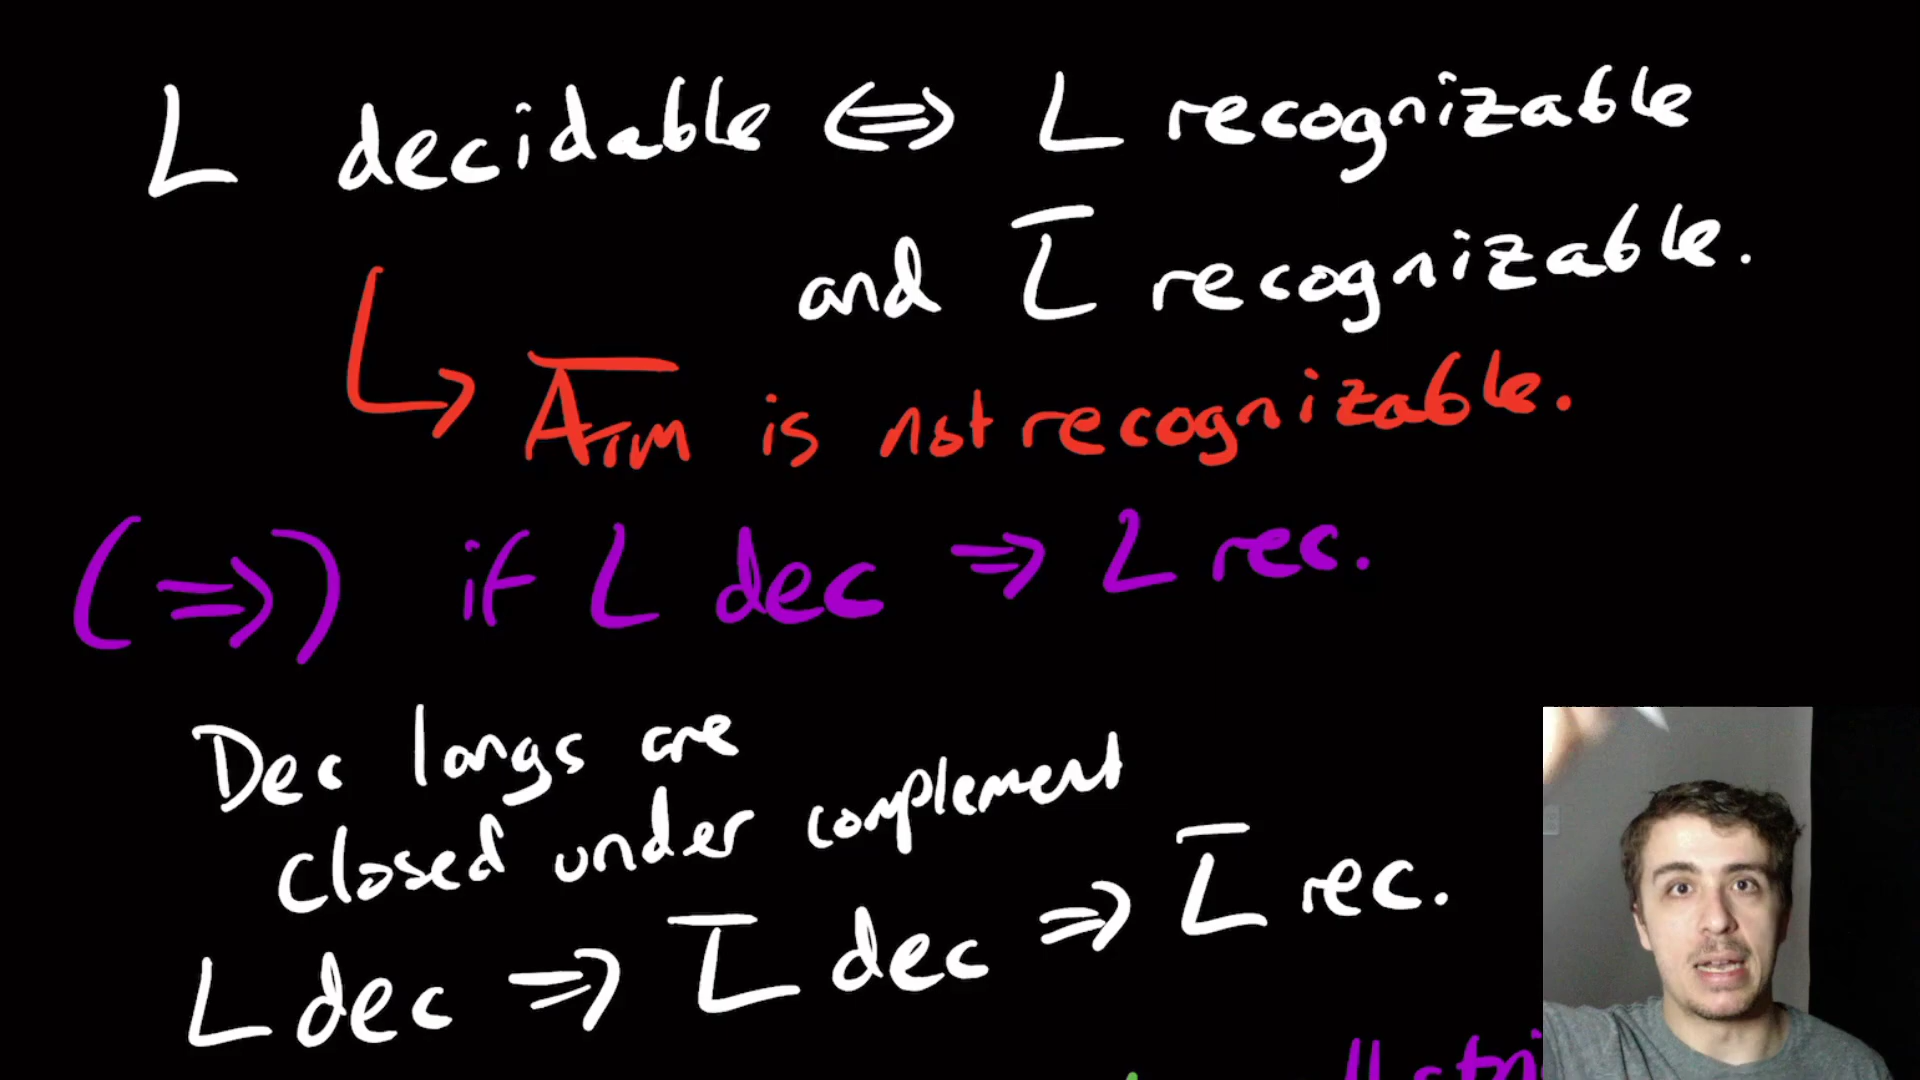 L decidable ⇔ L recognizable
and L̅ recognizable.
↳ A̅_TM is not recognizable.
(⇒) if L dec ⇒ L rec.
Dec langs are
closed under complement
L dec ⇒ L̅ dec ⇒ L̅ rec.